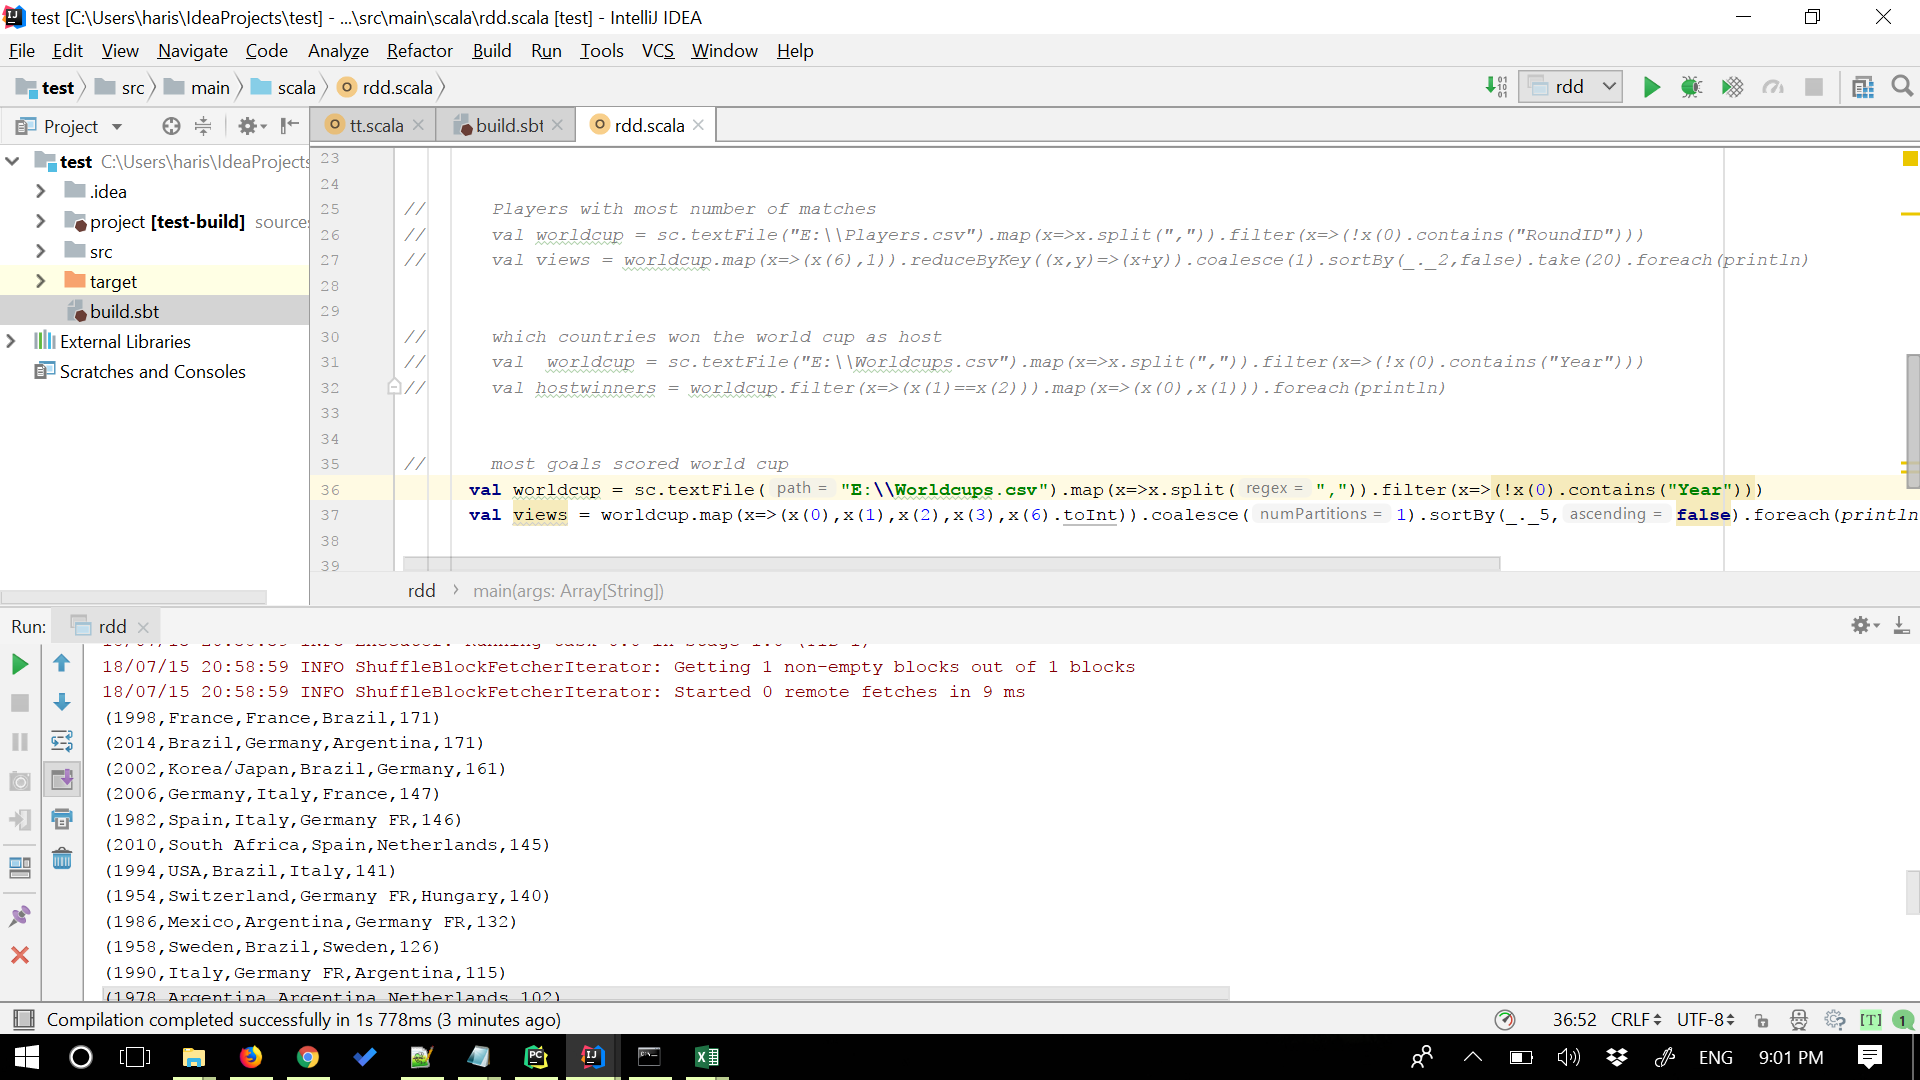 test [C:\Users\haris\IdeaProjects\test] - ...\src\main\scala\rdd.scala [test] - IntelliJ IDEA
File Edit View Navigate Code Analyze Refactor Build Run Tools VCS Window Help
test src main scala rdd.scala
rdd
Project
tt.scala build.sbt rdd.scala
test C:\Users\haris\IdeaProjects
.idea
project [test-build] source
src
target
build.sbt
External Libraries
Scratches and Consoles
23
24
25 // Players with most number of matches
26 // val worldcup = sc.textFile("E:\\Players.csv").map(x=>x.split(",")).filter(x=>(!x(0).contains("RoundID")))
27 // val views = worldcup.map(x=>(x(6),1)).reduceByKey((x,y)=>(x+y)).coalesce(1).sortBy(_._2,false).take(20).foreach(println)
28
29
30 // which countries won the world cup as host
31 // val  worldcup = sc.textFile("E:\\Worldcups.csv").map(x=>x.split(",")).filter(x=>(!x(0).contains("Year")))
32 // val hostwinners = worldcup.filter(x=>(x(1)==x(2))).map(x=>(x(0),x(1))).foreach(println)
33
34
35 // most goals scored world cup
36 val worldcup = sc.textFile( path = "E:\\Worldcups.csv").map(x=>x.split( regex = ",")).filter(x=>(!x(0).contains("Year")))
37 val views = worldcup.map(x=>(x(0),x(1),x(2),x(3),x(6).toInt)).coalesce( numPartitions = 1).sortBy(_._5, ascending = false).foreach(println
38
39
rdd main(args: Array[String])
Run: rdd
18/07/15 20:58:59 INFO ShuffleBlockFetcherIterator: Getting 1 non-empty blocks out of 1 blocks
18/07/15 20:58:59 INFO ShuffleBlockFetcherIterator: Started 0 remote fetches in 9 ms
(1998,France,France,Brazil,171)
(2014,Brazil,Germany,Argentina,171)
(2002,Korea/Japan,Brazil,Germany,161)
(2006,Germany,Italy,France,147)
(1982,Spain,Italy,Germany FR,146)
(2010,South Africa,Spain,Netherlands,145)
(1994,USA,Brazil,Italy,141)
(1954,Switzerland,Germany FR,Hungary,140)
(1986,Mexico,Argentina,Germany FR,132)
(1958,Sweden,Brazil,Sweden,126)
(1990,Italy,Germany FR,Argentina,115)
(1978,Argentina,Argentina,Netherlands,102)
Compilation completed successfully in 1s 778ms (3 minutes ago)
36:52 CRLF UTF-8 [T] 1
ENG 9:01 PM